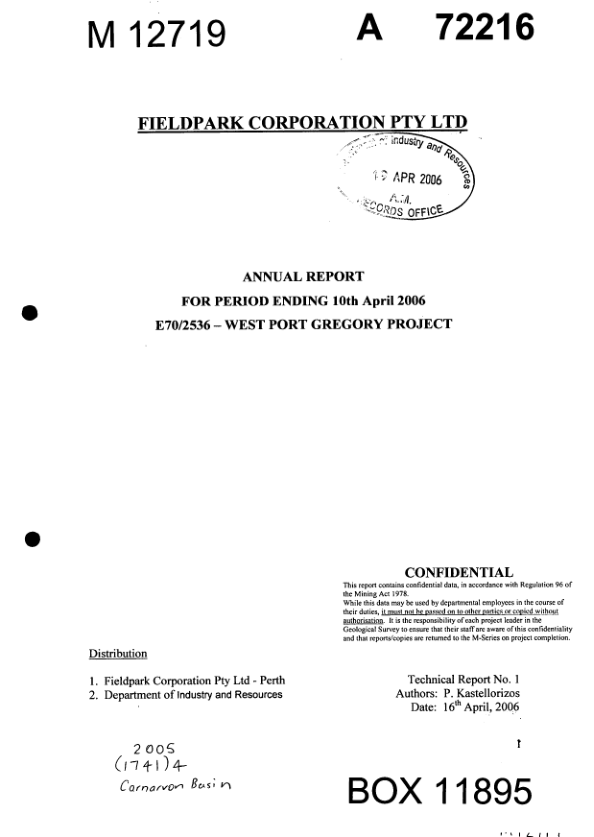 M 12719
A 72216
FIELDPARK CORPORATION PTY LTD
of Industry and Resources
APR 2006
A.M.
RECORDS OFFICE
ANNUAL REPORT
FOR PERIOD ENDING 10th April 2006
E70/2536 – WEST PORT GREGORY PROJECT
CONFIDENTIAL
This report contains confidential data, in accordance with Regulation 96 of
the Mining Act 1978.
While this data may be used by departmental employees in the course of
their duties, it must not be passed on to other parties or copied without
authorisation. It is the responsibility of each project leader in the
Geological Survey to ensure that their staff are aware of this confidentiality
and that reports/copies are returned to the M-Series on project completion.
Distribution
1. Fieldpark Corporation Pty Ltd - Perth
2. Department of Industry and Resources
Technical Report No. 1
Authors: P. Kastellorizos
Date: 16th April, 2006
2005
(1741)4
Carnarvon Basin
BOX 11895